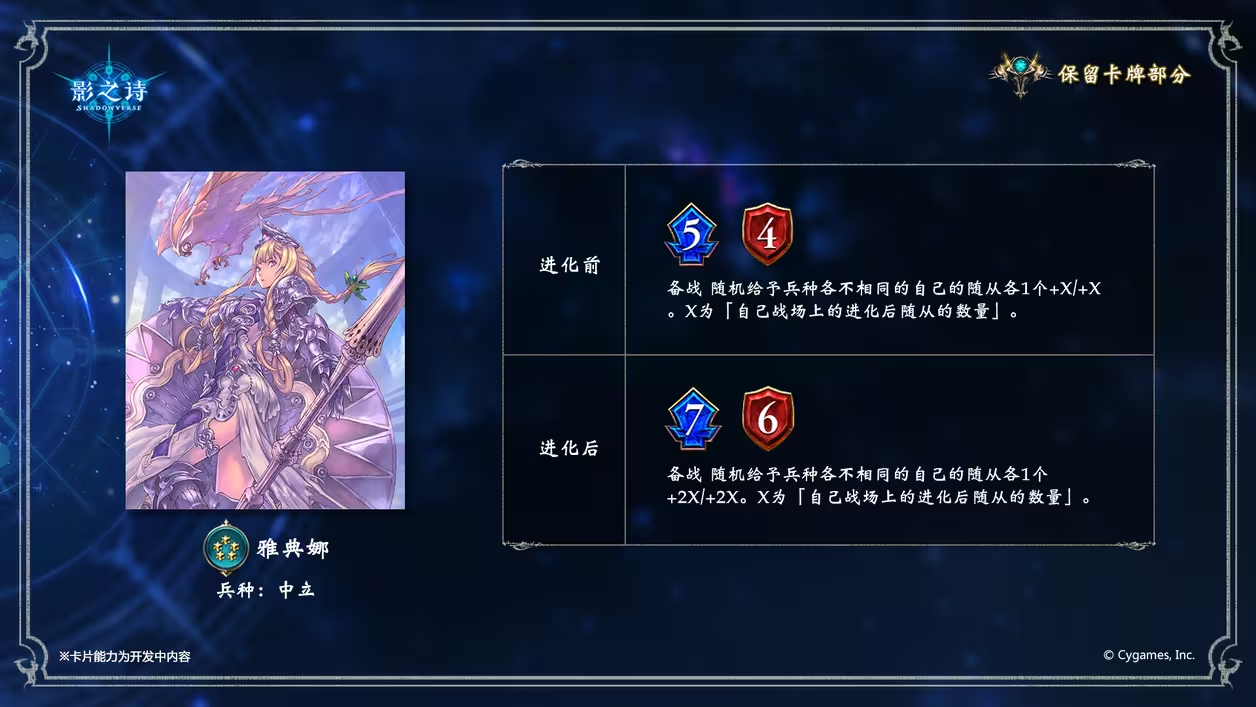 影之诗
SHADOWVERSE
保留卡牌部分
进化前
5 4
备战 随机给予兵种各不相同的自己的随从各1个+X/+X
。X为「自己战场上的进化后随从的数量」。
进化后
7 6
备战 随机给予兵种各不相同的自己的随从各1个
+2X/+2X。X为「自己战场上的进化后随从的数量」。
雅典娜
兵种：中立
※卡片能力为开发中内容
© Cygames, Inc.